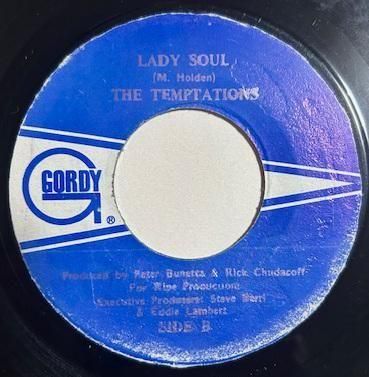 LADY SOUL
(M. Holden)
THE TEMPTATIONS
GORDY
®
Produced by Peter Bunetta & Rick Chudacoff
For Ripe Productions
Executive Producers: Steve Barri
& Eddie Lambert
SIDE B